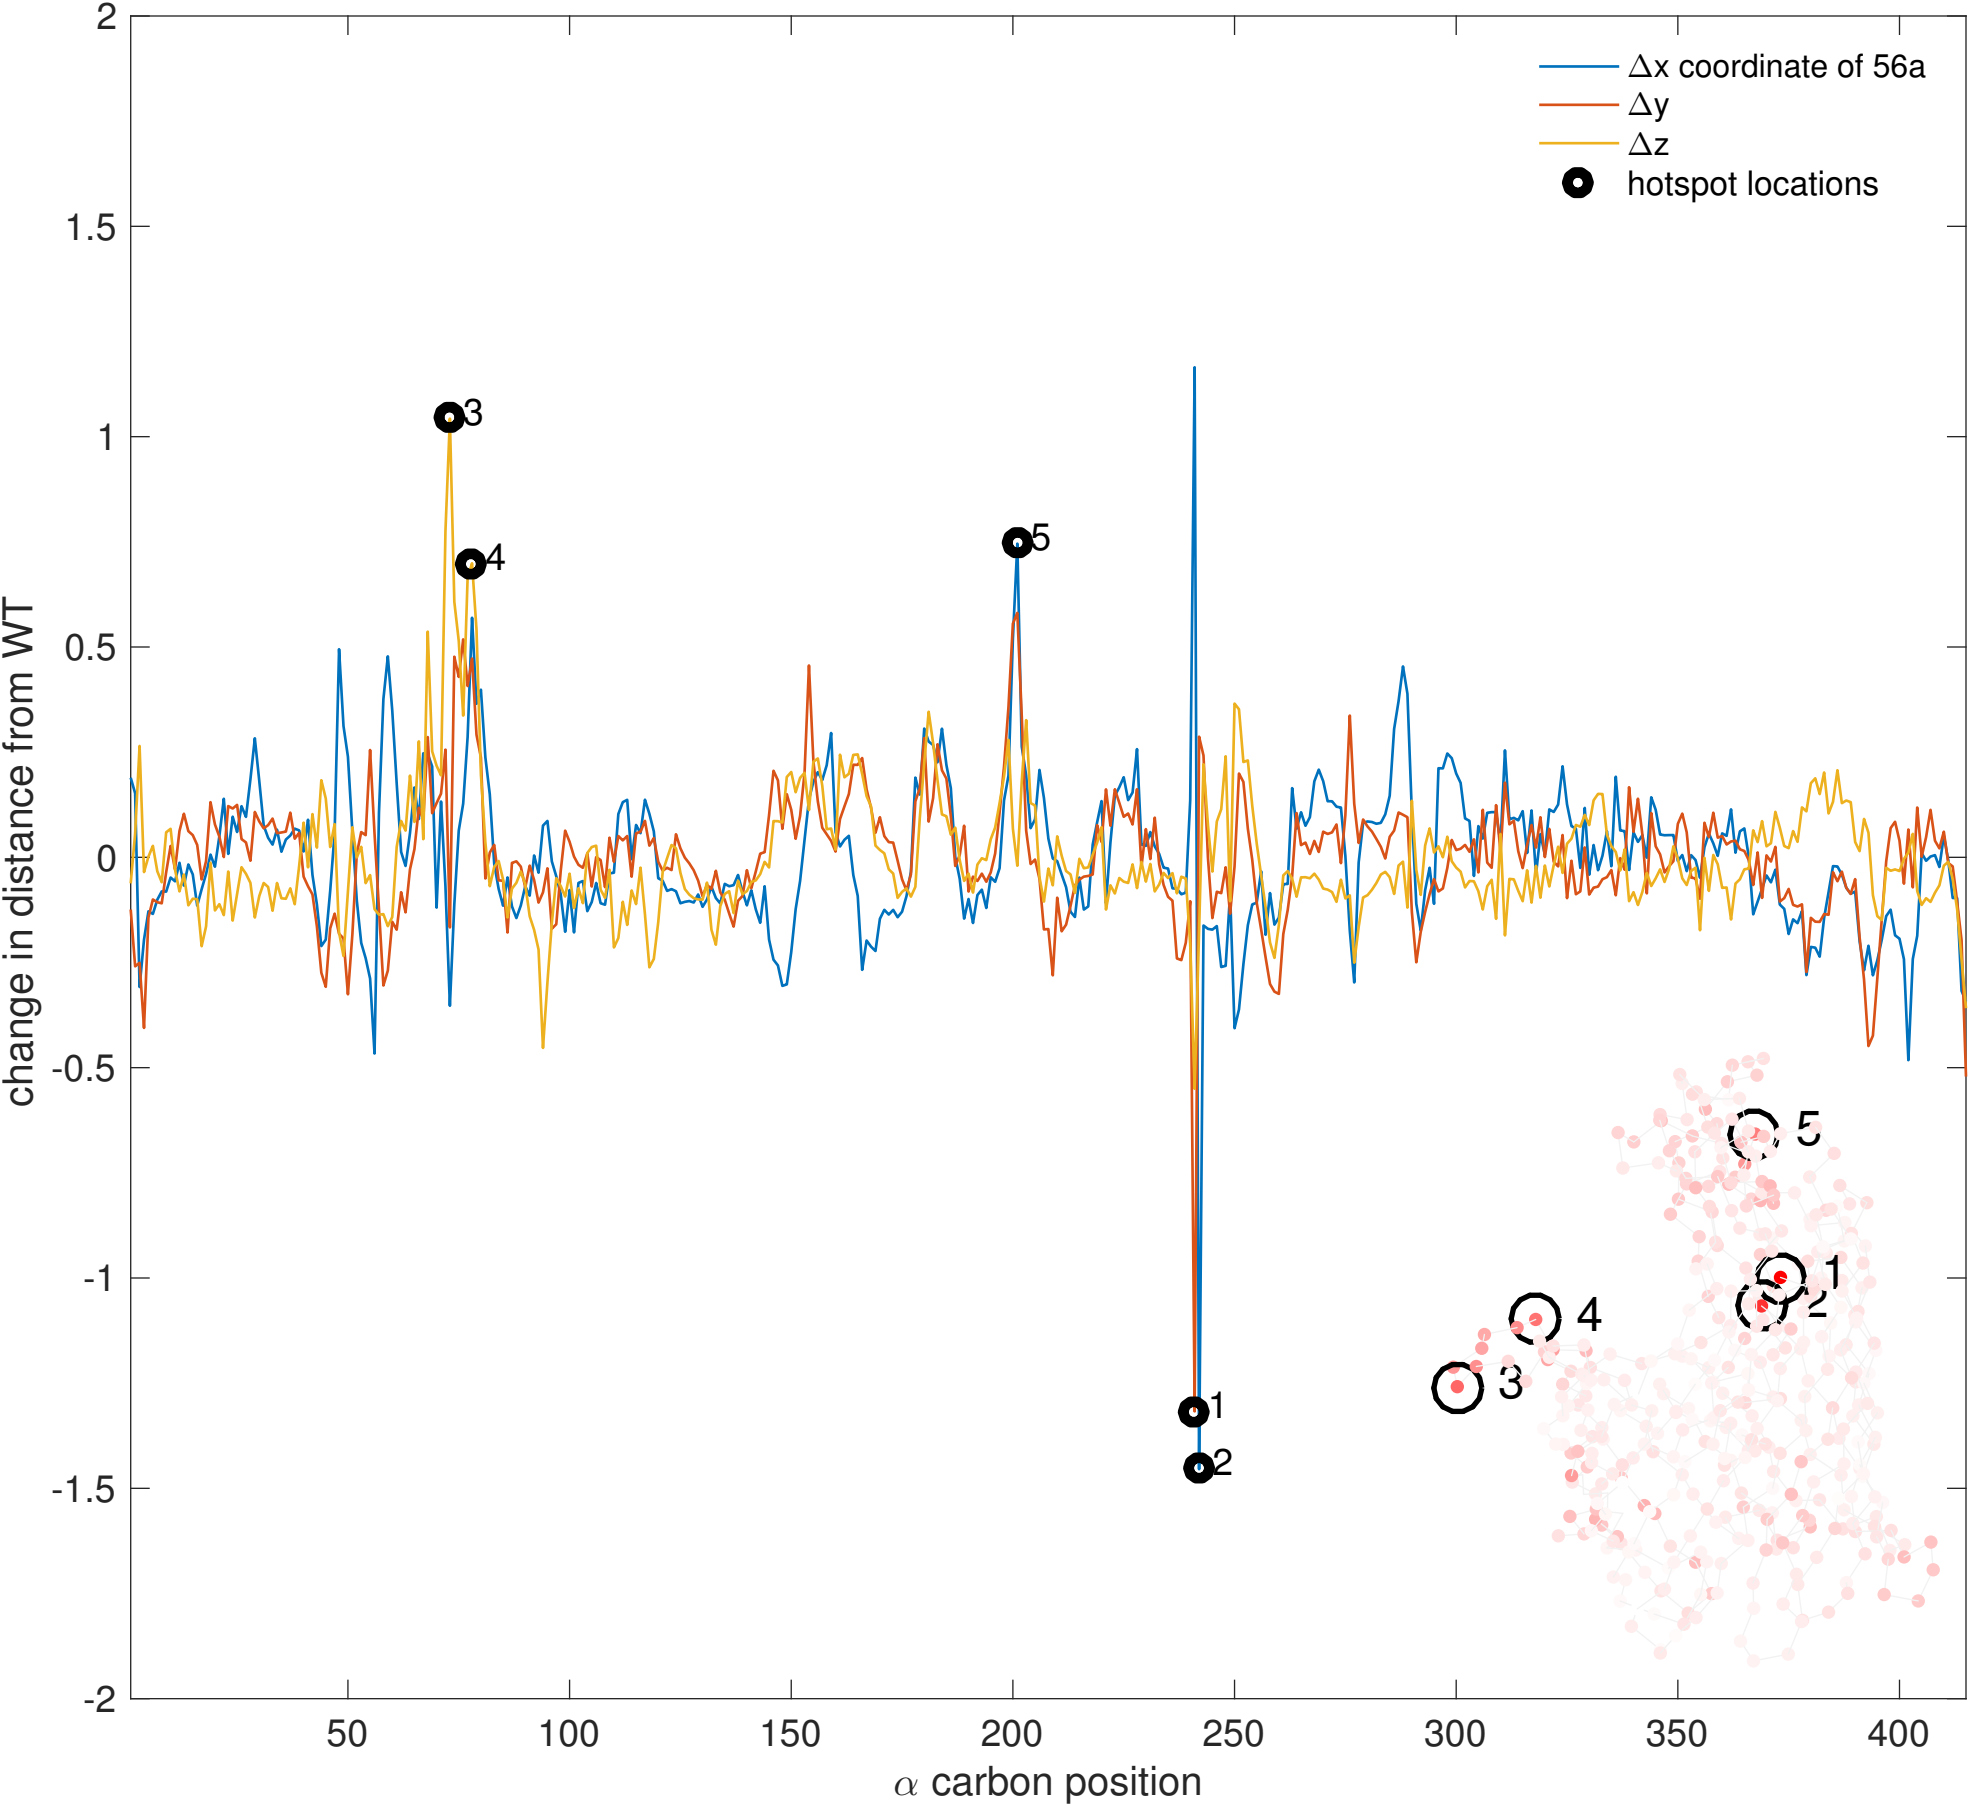 2
1.5
1
0.5
0
-0.5
-1
-1.5
-2
change in distance from WT
50 100 150 200 250 300 350 400
α carbon position
Δx coordinate of 56a
Δy
Δz
hotspot locations
3
4
5
1
2
5
1
2
4
3